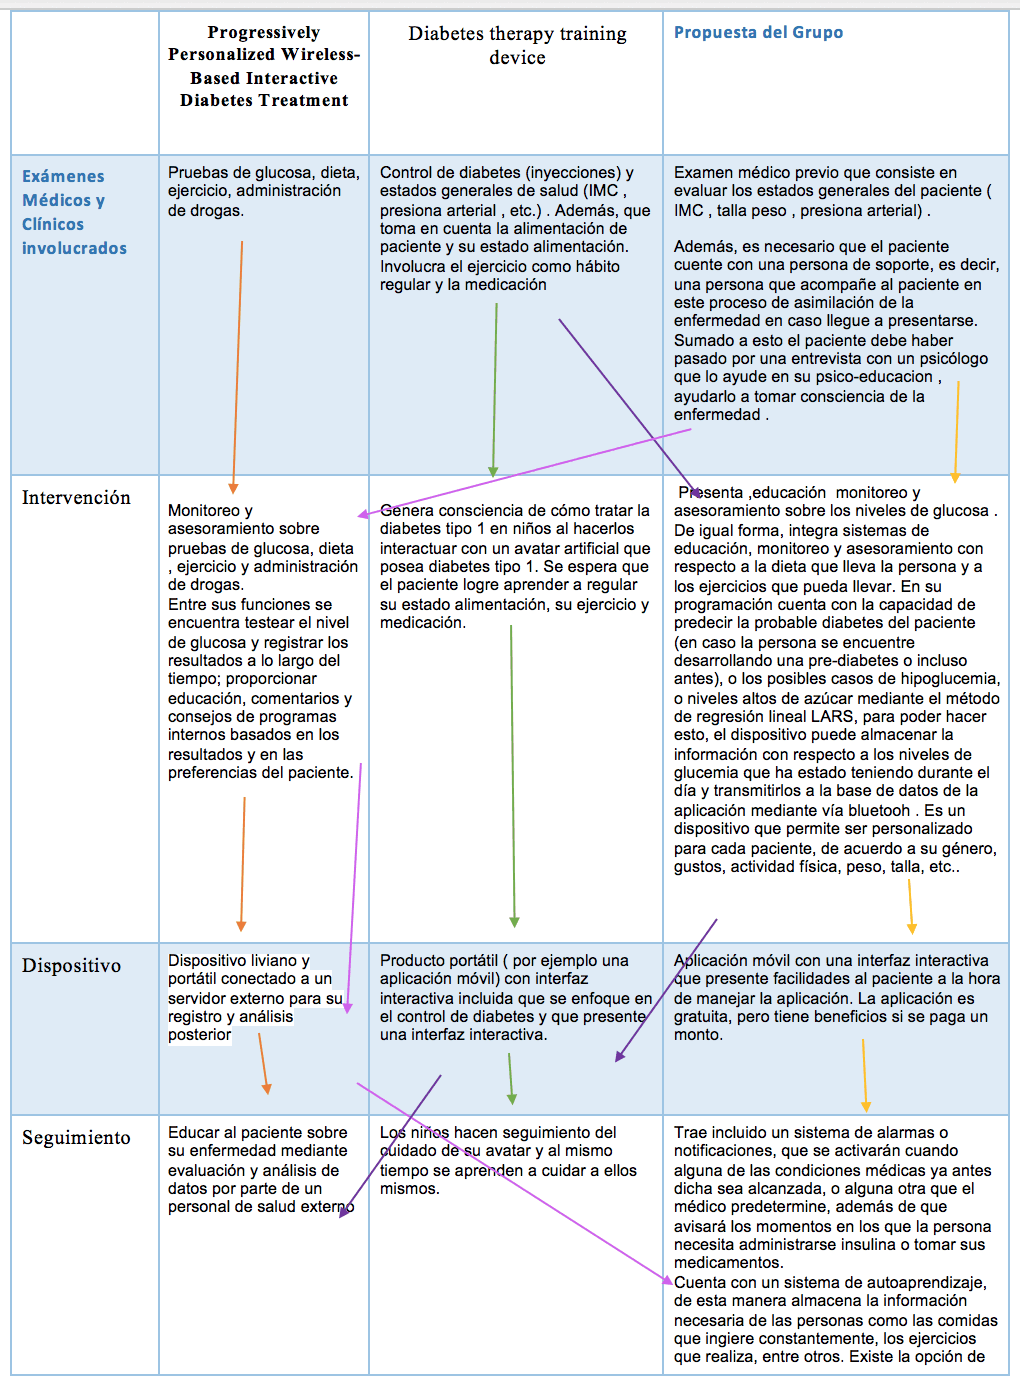 Progressively
Personalized Wireless-
Based Interactive
Diabetes Treatment
Diabetes therapy training
device
Propuesta del Grupo
Exámenes
Médicos y
Clínicos
involucrados
Pruebas de glucosa, dieta,
ejercicio, administración
de drogas.
Control de diabetes (inyecciones) y
estados generales de salud (IMC ,
presiona arterial , etc.) . Además, que
toma en cuenta la alimentación de
paciente y su estado alimentación.
Involucra el ejercicio como hábito
regular y la medicación
Examen médico previo que consiste en
evaluar los estados generales del paciente (
IMC , talla peso , presiona arterial) .
Además, es necesario que el paciente
cuente con una persona de soporte, es decir,
una persona que acompañe al paciente en
este proceso de asimilación de la
enfermedad en caso llegue a presentarse.
Sumado a esto el paciente debe haber
pasado por una entrevista con un psicólogo
que lo ayude en su psico-educacion ,
ayudarlo a tomar consciencia de la
enfermedad .
Intervención
Monitoreo y
asesoramiento sobre
pruebas de glucosa, dieta
, ejercicio y administración
de drogas.
Entre sus funciones se
encuentra testear el nivel
de glucosa y registrar los
resultados a lo largo del
tiempo; proporcionar
educación, comentarios y
consejos de programas
internos basados en los
resultados y en las
preferencias del paciente.
Genera consciencia de cómo tratar la
diabetes tipo 1 en niños al hacerlos
interactuar con un avatar artificial que
posea diabetes tipo 1. Se espera que
el paciente logre aprender a regular
su estado alimentación, su ejercicio y
medicación.
Presenta ,educación monitoreo y
asesoramiento sobre los niveles de glucosa .
De igual forma, integra sistemas de
educación, monitoreo y asesoramiento con
respecto a la dieta que lleva la persona y a
los ejercicios que pueda llevar. En su
programación cuenta con la capacidad de
predecir la probable diabetes del paciente
(en caso la persona se encuentre
desarrollando una pre-diabetes o incluso
antes), o los posibles casos de hipoglucemia,
o niveles altos de azúcar mediante el método
de regresión lineal LARS, para poder hacer
esto, el dispositivo puede almacenar la
información con respecto a los niveles de
glucemia que ha estado teniendo durante el
día y transmitirlos a la base de datos de la
aplicación mediante vía bluetooh . Es un
dispositivo que permite ser personalizado
para cada paciente, de acuerdo a su género,
gustos, actividad física, peso, talla, etc..
Dispositivo
Dispositivo liviano y
portátil conectado a un
servidor externo para su
registro y análisis
posterior
Producto portátil ( por ejemplo una
aplicación móvil) con interfaz
interactiva incluida que se enfoque en
el control de diabetes y que presente
una interfaz interactiva.
Aplicación móvil con una interfaz interactiva
que presente facilidades al paciente a la hora
de manejar la aplicación. La aplicación es
gratuita, pero tiene beneficios si se paga un
monto.
Seguimiento
Educar al paciente sobre
su enfermedad mediante
evaluación y análisis de
datos por parte de un
personal de salud externo
Los niños hacen seguimiento del
cuidado de su avatar y al mismo
tiempo se aprenden a cuidar a ellos
mismos.
Trae incluido un sistema de alarmas o
notificaciones, que se activarán cuando
alguna de las condiciones médicas ya antes
dicha sea alcanzada, o alguna otra que el
médico predetermine, además de que
avisará los momentos en los que la persona
necesita administrarse insulina o tomar sus
medicamentos.
Cuenta con un sistema de autoaprendizaje,
de esta manera almacena la información
necesaria de las personas como las comidas
que ingiere constantemente, los ejercicios
que realiza, entre otros. Existe la opción de